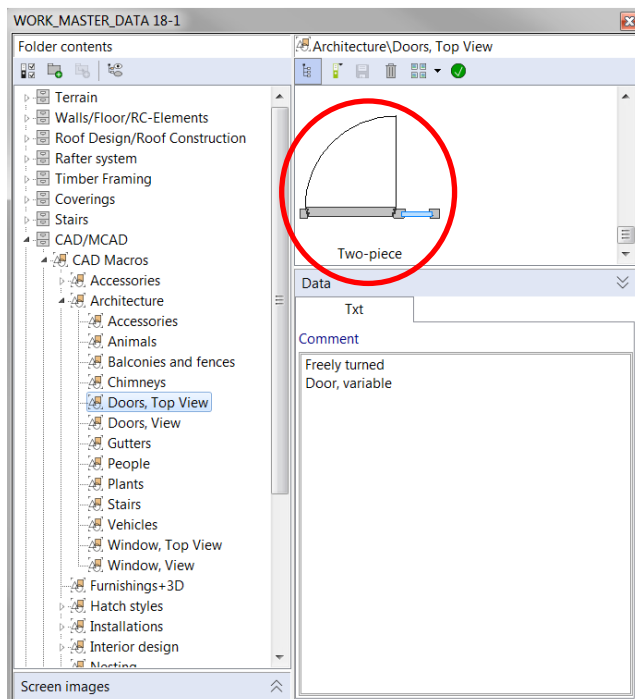 WORK_MASTER_DATA 18-1
Folder contents
Terrain
Walls/Floor/RC-Elements
Roof Design/Roof Construction
Rafter system
Timber Framing
Coverings
Stairs
CAD/MCAD
CAD Macros
Accessories
Architecture
Accessories
Animals
Balconies and fences
Chimneys
Doors, Top View
Doors, View
Gutters
People
Plants
Stairs
Vehicles
Window, Top View
Window, View
Furnishings+3D
Hatch styles
Installations
Interior design
Nesting
Screen images
Architecture\Doors, Top View
Two-piece
Data
Txt
Comment
Freely turned
Door, variable